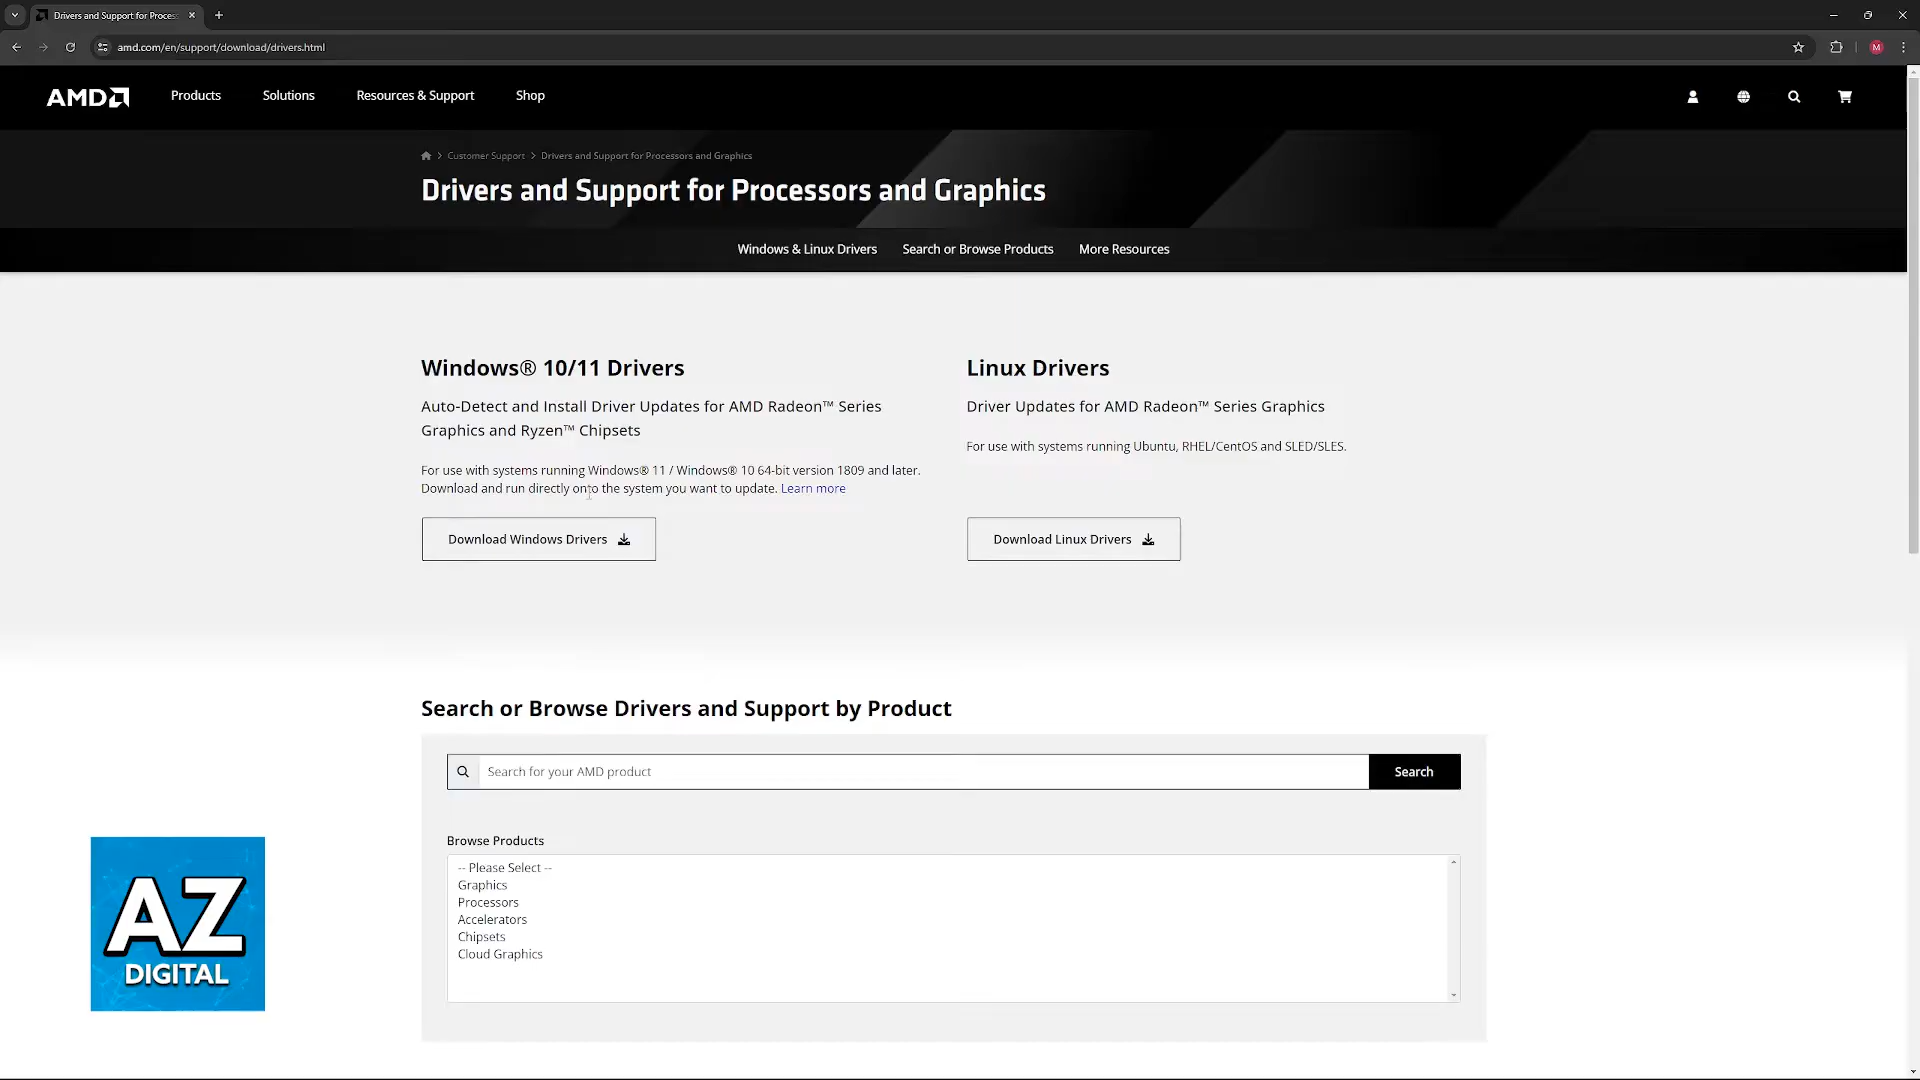 Drivers and Support for Proces
amd.com/en/support/download/drivers.html
M
AMD
Products
Solutions
Resources & Support
Shop
Customer Support
Drivers and Support for Processors and Graphics
Drivers and Support for Processors and Graphics
Windows & Linux Drivers
Search or Browse Products
More Resources
Windows® 10/11 Drivers
Auto-Detect and Install Driver Updates for AMD Radeon™ Series
Graphics and Ryzen™ Chipsets
For use with systems running Windows® 11 / Windows® 10 64-bit version 1809 and later.
Download and run directly onto the system you want to update. Learn more
Download Windows Drivers
Linux Drivers
Driver Updates for AMD Radeon™ Series Graphics
For use with systems running Ubuntu, RHEL/CentOS and SLED/SLES.
Download Linux Drivers
Search or Browse Drivers and Support by Product
Search for your AMD product
Search
Browse Products
-- Please Select --
Graphics
Processors
Accelerators
Chipsets
Cloud Graphics
AZ
DIGITAL